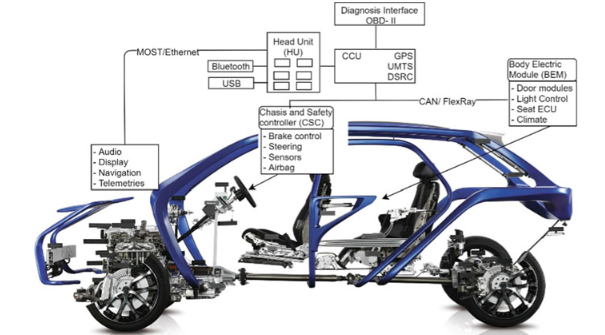 Diagnosis Interface
OBD- II
MOST/Ethernet
Head Unit
(HU)
Bluetooth
USB
CCU
GPS
UMTS
DSRC
Body Electric
Module (BEM)
- Door modules
- Light Control
- Seat ECU
- Climate
CAN/ FlexRay
Chasis and Safety
controller (CSC)
- Brake control
- Steering
- Sensors
- Airbag
- Audio
- Display
- Navigation
- Telemetries